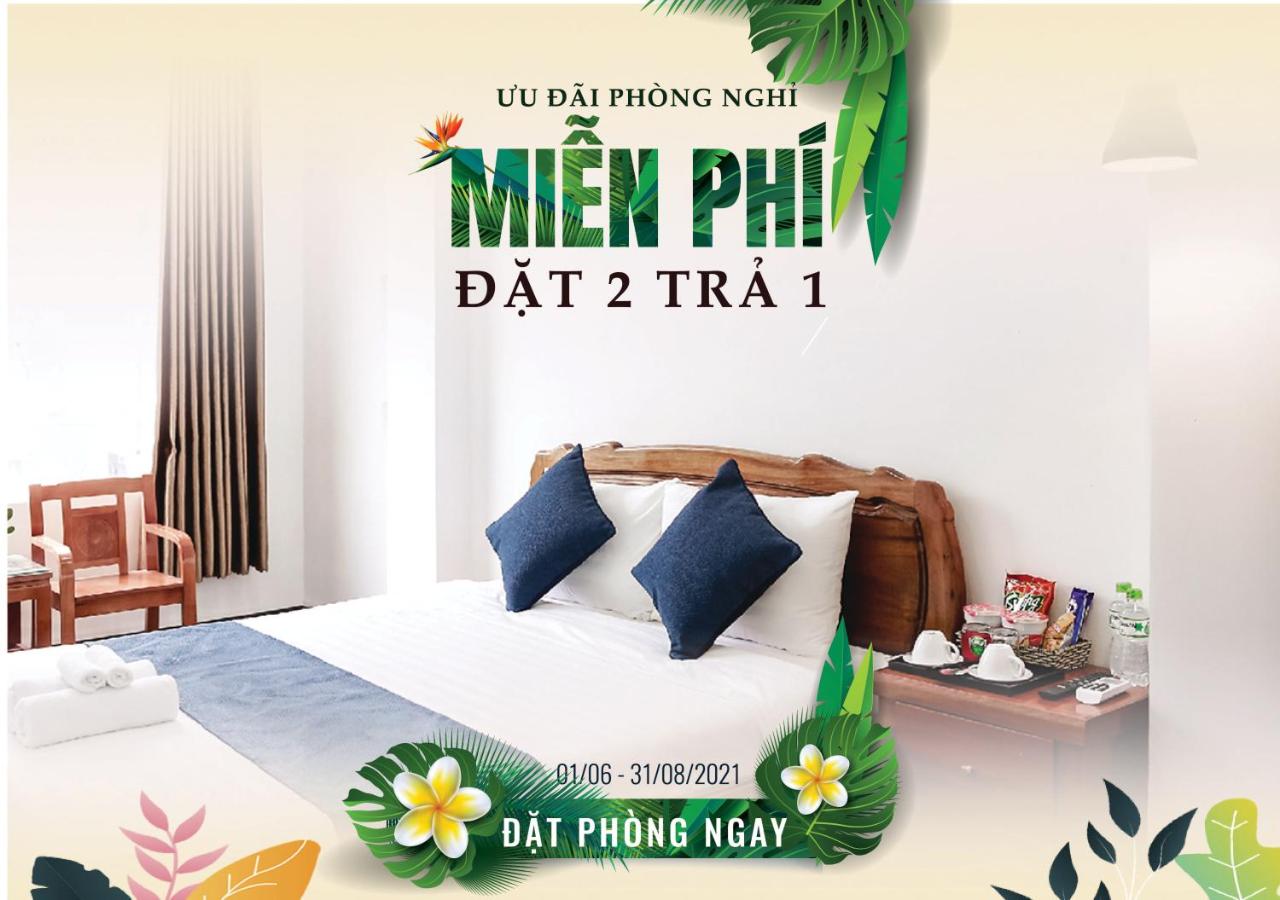 ƯU ĐÃI PHÒNG NGHỈ
MIỄN PHÍ
ĐẶT 2 TRẢ 1
01/06 - 31/08/2021
ĐẶT PHÒNG NGAY